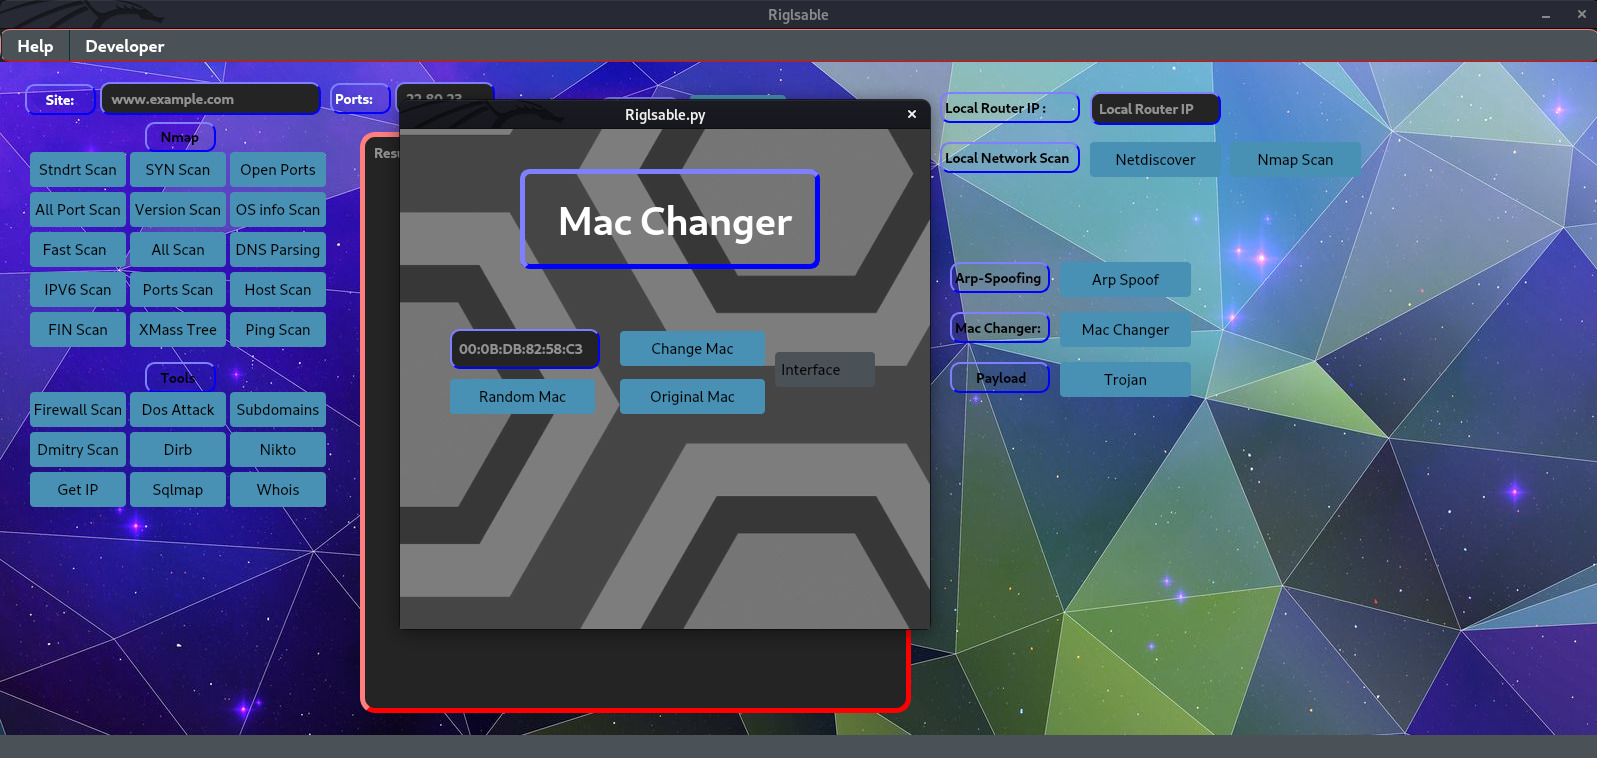 Riglsable
Help Developer
Site: www.example.com Ports: 22,80,23
Nmap
Stndrt Scan SYN Scan Open Ports
All Port Scan Version Scan OS info Scan
Fast Scan All Scan DNS Parsing
IPV6 Scan Ports Scan Host Scan
FIN Scan XMass Tree Ping Scan
Tools
Firewall Scan Dos Attack Subdomains
Dmitry Scan Dirb Nikto
Get IP Sqlmap Whois
Riglsable.py
Mac Changer
00:0B:DB:82:58:C3 Change Mac
Interface
Random Mac Original Mac
Local Router IP : Local Router IP
Local Network Scan Netdiscover Nmap Scan
Arp-Spoofing Arp Spoof
Mac Changer: Mac Changer
Payload Trojan